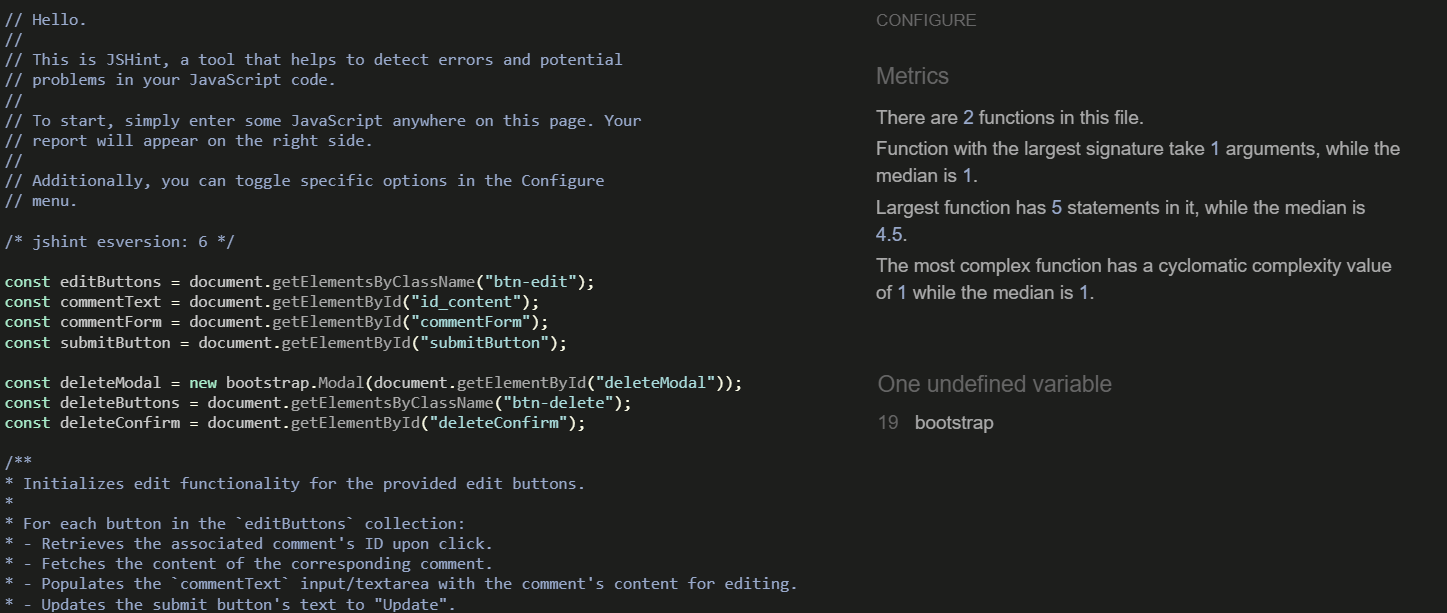 // Hello.
//
// This is JSHint, a tool that helps to detect errors and potential
// problems in your JavaScript code.
//
// To start, simply enter some JavaScript anywhere on this page. Your
// report will appear on the right side.
//
// Additionally, you can toggle specific options in the Configure
// menu.
/* jshint esversion: 6 */
const editButtons = document.getElementsByClassName("btn-edit");
const commentText = document.getElementById("id_content");
const commentForm = document.getElementById("commentForm");
const submitButton = document.getElementById("submitButton");
const deleteModal = new bootstrap.Modal(document.getElementById("deleteModal"));
const deleteButtons = document.getElementsByClassName("btn-delete");
const deleteConfirm = document.getElementById("deleteConfirm");
/**
* Initializes edit functionality for the provided edit buttons.
*
* For each button in the `editButtons` collection:
* - Retrieves the associated comment's ID upon click.
* - Fetches the content of the corresponding comment.
* - Populates the `commentText` input/textarea with the comment's content for editing.
* - Updates the submit button's text to "Update".
CONFIGURE
Metrics
There are 2 functions in this file.
Function with the largest signature take 1 arguments, while the
median is 1.
Largest function has 5 statements in it, while the median is
4.5.
The most complex function has a cyclomatic complexity value
of 1 while the median is 1.
One undefined variable
19 bootstrap